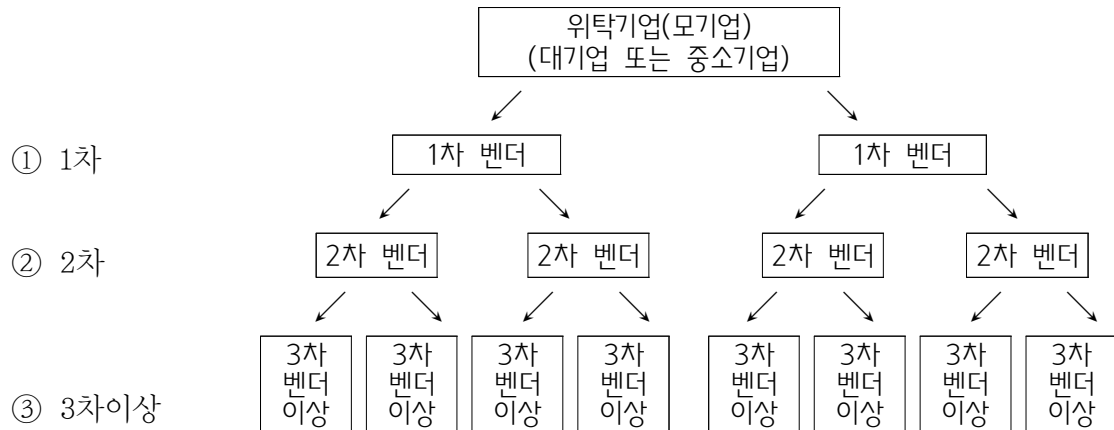 위탁기업(모기업)
(대기업 또는 중소기업)
① 1차
1차 벤더
1차 벤더
② 2차
2차 벤더
2차 벤더
2차 벤더
2차 벤더
③ 3차이상
3차
벤더
이상
3차
벤더
이상
3차
벤더
이상
3차
벤더
이상
3차
벤더
이상
3차
벤더
이상
3차
벤더
이상
3차
벤더
이상